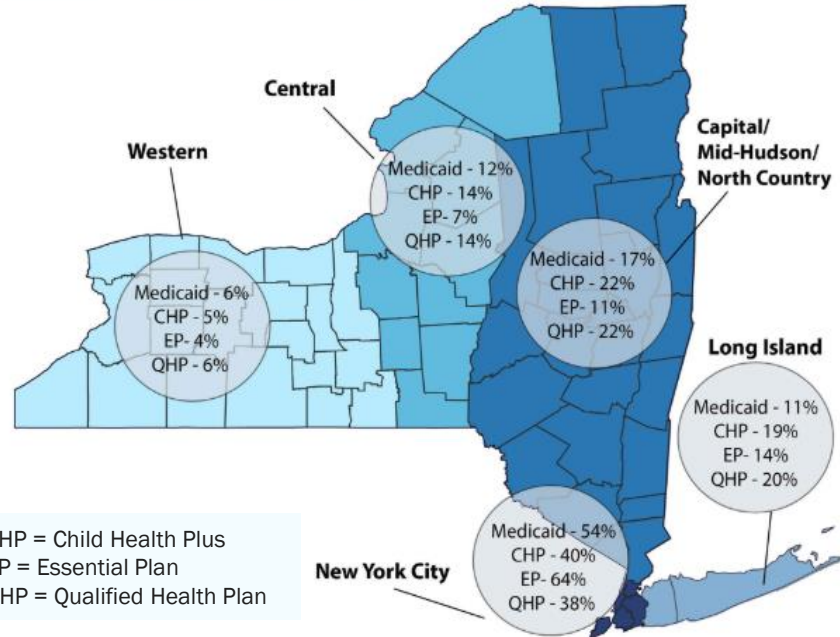 Central
Medicaid - 12%
CHP - 14%
EP- 7%
QHP - 14%
Western
Medicaid - 6%
CHP - 5%
EP- 4%
QHP - 6%
Capital/
Mid-Hudson/
North Country
Medicaid - 17%
CHP - 22%
EP- 11%
QHP - 22%
Long Island
Medicaid - 11%
CHP - 19%
EP- 14%
QHP - 20%
New York City
Medicaid - 54%
CHP - 40%
EP- 64%
QHP - 38%
HP = Child Health Plus
P = Essential Plan
HP = Qualified Health Plan